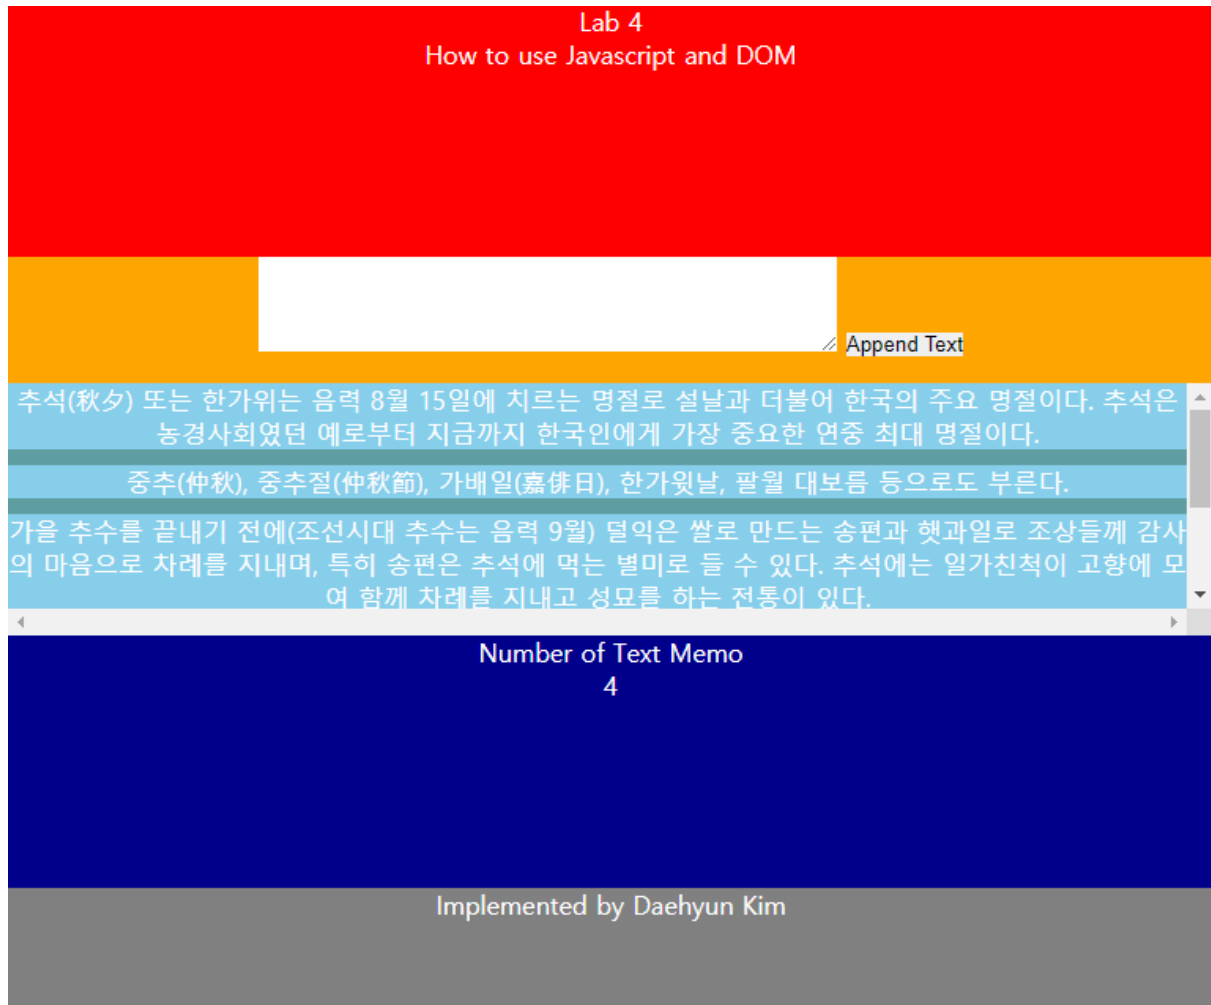 Lab 4
How to use Javascript and DOM
Append Text
추석(秋夕) 또는 한가위는 음력 8월 15일에 치르는 명절로 설날과 더불어 한국의 주요 명절이다. 추석은
농경사회였던 예로부터 지금까지 한국인에게 가장 중요한 연중 최대 명절이다.
중추(仲秋), 중추절(仲秋節), 가배일(嘉俳日), 한가윗날, 팔월 대보름 등으로도 부른다.
가을 추수를 끝내기 전에(조선시대 추수는 음력 9월) 덜익은 쌀로 만드는 송편과 햇과일로 조상들께 감사
의 마음으로 차례를 지내며, 특히 송편은 추석에 먹는 별미로 들 수 있다. 추석에는 일가친척이 고향에 모
여 함께 차례를 지내고 성묘를 하는 전통이 있다.
Number of Text Memo
4
Implemented by Daehyun Kim